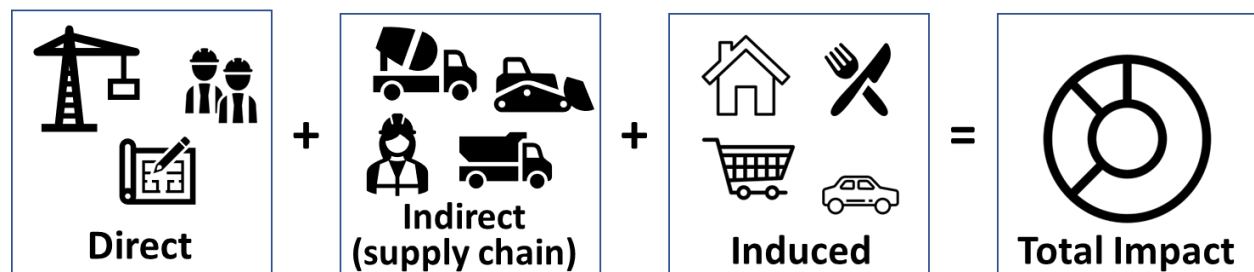 Direct
+
Indirect
(supply chain)
+
Induced
=
Total Impact